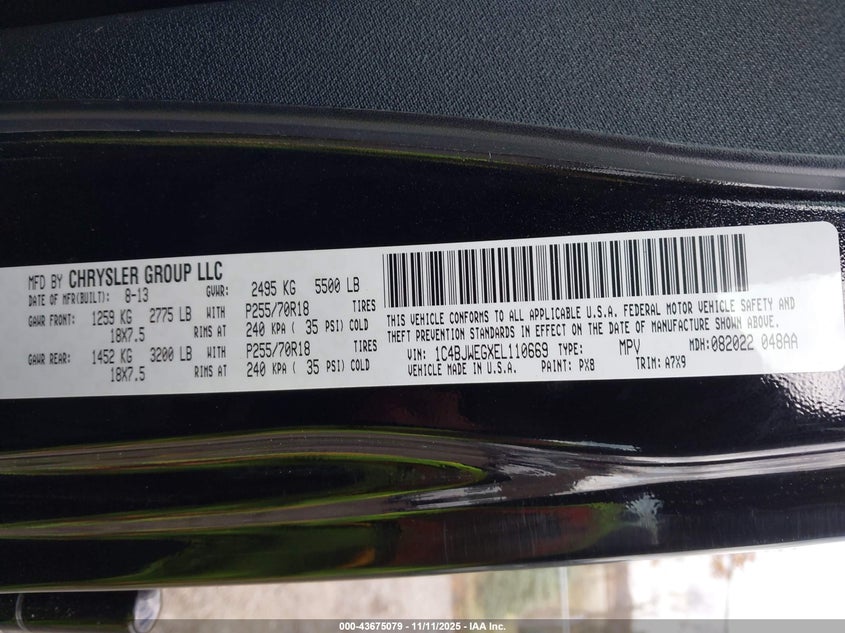 MFD BY CHRYSLER GROUP LLC
DATE OF MFR(BUILT): 8-13 GVWR: 2495 KG 5500 LB
GAWR FRONT: 1259 KG 2775 LB WITH P255/70R18 TIRES
18X7.5 RIMS AT 240 KPA ( 35 PSI) COLD
GAWR REAR: 1452 KG 3200 LB WITH P255/70R18 TIRES
18X7.5 RIMS AT 240 KPA ( 35 PSI) COLD
THIS VEHICLE CONFORMS TO ALL APPLICABLE U.S.A. FEDERAL MOTOR VEHICLE SAFETY AND
THEFT PREVENTION STANDARDS IN EFFECT ON THE DATE OF MANUFACTURE SHOWN ABOVE.
VIN: 1C4BJWEGXEL110669 TYPE: MPV MDH:082022 048AA
VEHICLE MADE IN U.S.A. PAINT: PX8 TRIM: A7X9
000-43675079 - 11/11/2025 - IAA Inc.